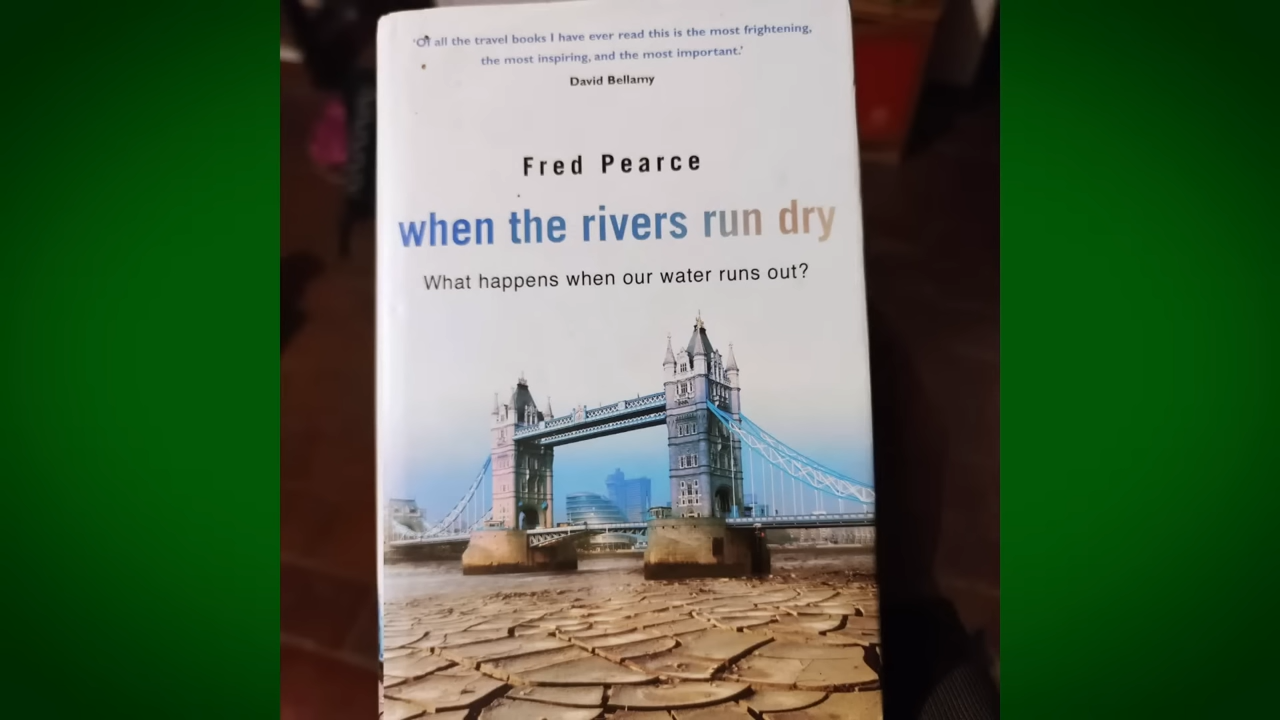 'Of all the travel books I have ever read this is the most frightening,
the most inspiring, and the most important.'
David Bellamy
Fred Pearce
when the rivers run dry
What happens when our water runs out?